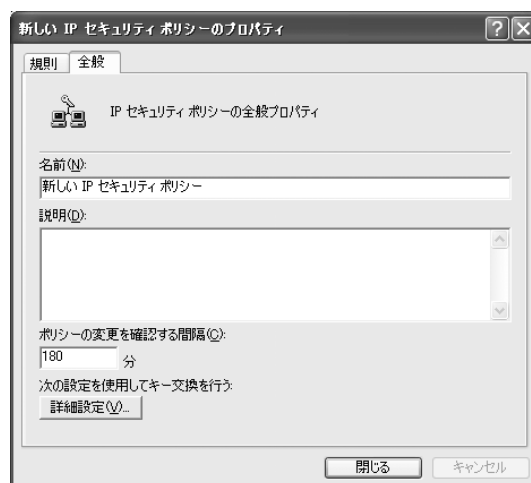 新しい IP セキュリティ ポリシーのプロパティ
規則 全般
IP セキュリティ ポリシーの全般プロパティ
名前(N):
新しい IP セキュリティ ポリシー
説明(D):
ポリシーの変更を確認する間隔(C):
180 分
次の設定を使用してキー交換を行う:
詳細設定(V)...
閉じる キャンセル